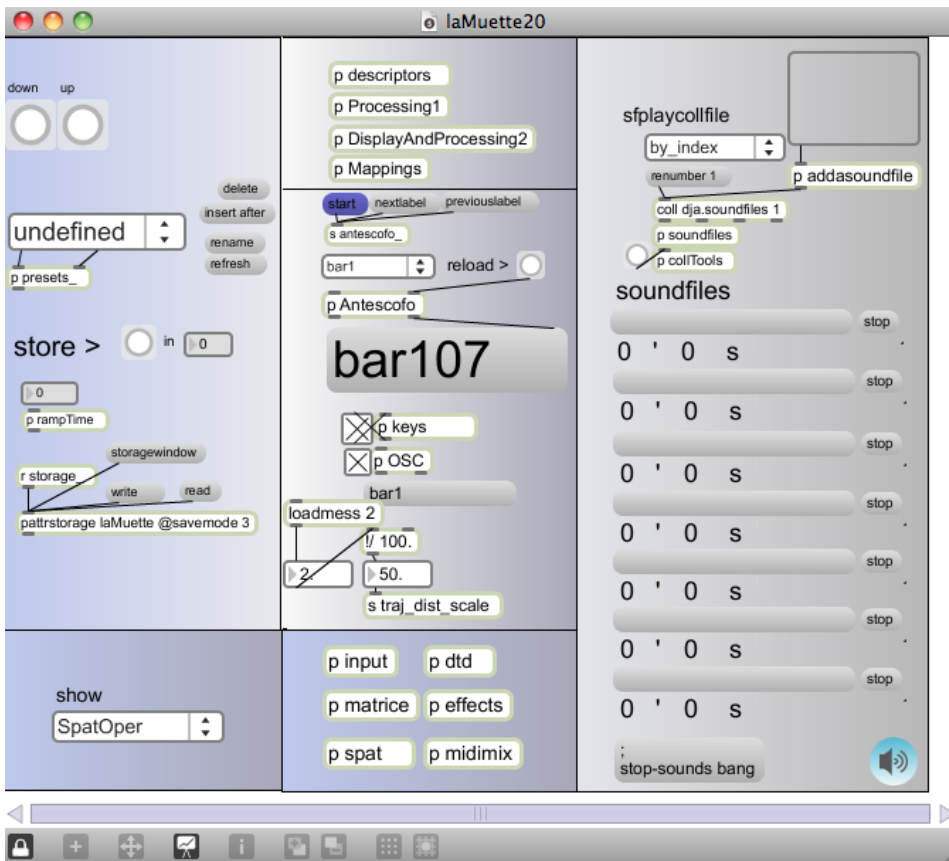 laMuette20
down up
undefined
p presets_
delete
insert after
rename
refresh
store > in 0
0
p rampTime
storagewindow
r storage_
write read
pattrstorage laMuette @savemode 3
show
SpatOper
p descriptors
p Processing1
p DisplayAndProcessing2
p Mappings
start nextlabel previouslabel
s antescofo_
bar1 reload >
p Antescofo
bar107
p keys
p OSC
bar1
loadmess 2
!/ 100.
2. 50.
s traj_dist_scale
p input p dtd
p matrice p effects
p spat p midimix
sfplaycollfile
by_index
renumber 1
p addasoundfile
coll dja.soundfiles 1
p soundfiles
p collTools
soundfiles
stop
0 ' 0 s
stop
0 ' 0 s
stop
0 ' 0 s
stop
0 ' 0 s
stop
0 ' 0 s
stop
0 ' 0 s
stop
0 ' 0 s
;
stop-sounds bang